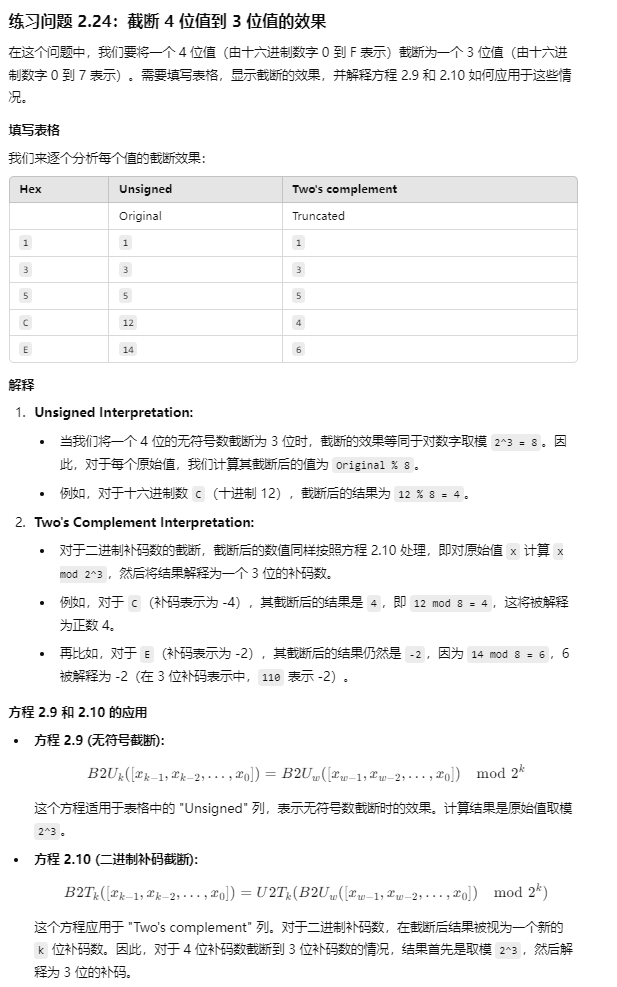 练习问题 2.24：截断 4 位值到 3 位值的效果
在这个问题中，我们要将一个 4 位值（由十六进制数字 0 到 F 表示）截断为一个 3 位值（由十六进
制数字 0 到 7 表示）。需要填写表格，显示截断的效果，并解释方程 2.9 和 2.10 如何应用于这些情
况。
填写表格
我们来逐个分析每个值的截断效果：
Hex Unsigned Two's complement
Original Truncated
1 1 1
3 3 3
5 5 5
C 12 4
E 14 6
解释
1. Unsigned Interpretation:
• 当我们将一个 4 位的无符号数截断为 3 位时，截断的效果等同于对数字取模 2^3 = 8。因
此，对于每个原始值，我们计算其截断后的值为 Original % 8。
• 例如，对于十六进制数 C（十进制 12），截断后的结果为 12 % 8 = 4。
2. Two's Complement Interpretation:
• 对于二进制补码数的截断，截断后的数值同样按照方程 2.10 处理，即对原始值 x 计算 x
mod 2^3，然后将结果解释为一个 3 位的补码数。
• 例如，对于 C（补码表示为 -4），其截断后的结果是 4，即 12 mod 8 = 4，这将被解释
为正数 4。
• 再比如，对于 E（补码表示为 -2），其截断后的结果仍然是 -2，因为 14 mod 8 = 6，6
被解释为 -2（在 3 位补码表示中，110 表示 -2）。
方程 2.9 和 2.10 的应用
• 方程 2.9 (无符号截断):
B2U_k([x_{k−1}, x_{k−2}, . . . , x_0]) = B2U_w([x_{w−1}, x_{w−2}, . . . , x_0]) mod 2^k
这个方程适用于表格中的 "Unsigned" 列，表示无符号数截断时的效果。计算结果是原始值取模
2^3。
• 方程 2.10 (二进制补码截断):
B2T_k([x_{k−1}, x_{k−2}, . . . , x_0]) = U2T_k(B2U_w([x_{w−1}, x_{w−2}, . . . , x_0]) mod 2^k)
这个方程应用于 "Two's complement" 列。对于二进制补码数，在截断后结果被视为一个新的
k 位补码数。因此，对于 4 位补码数截断到 3 位补码数的情况，结果首先是取模 2^3，然后解
释为 3 位的补码。